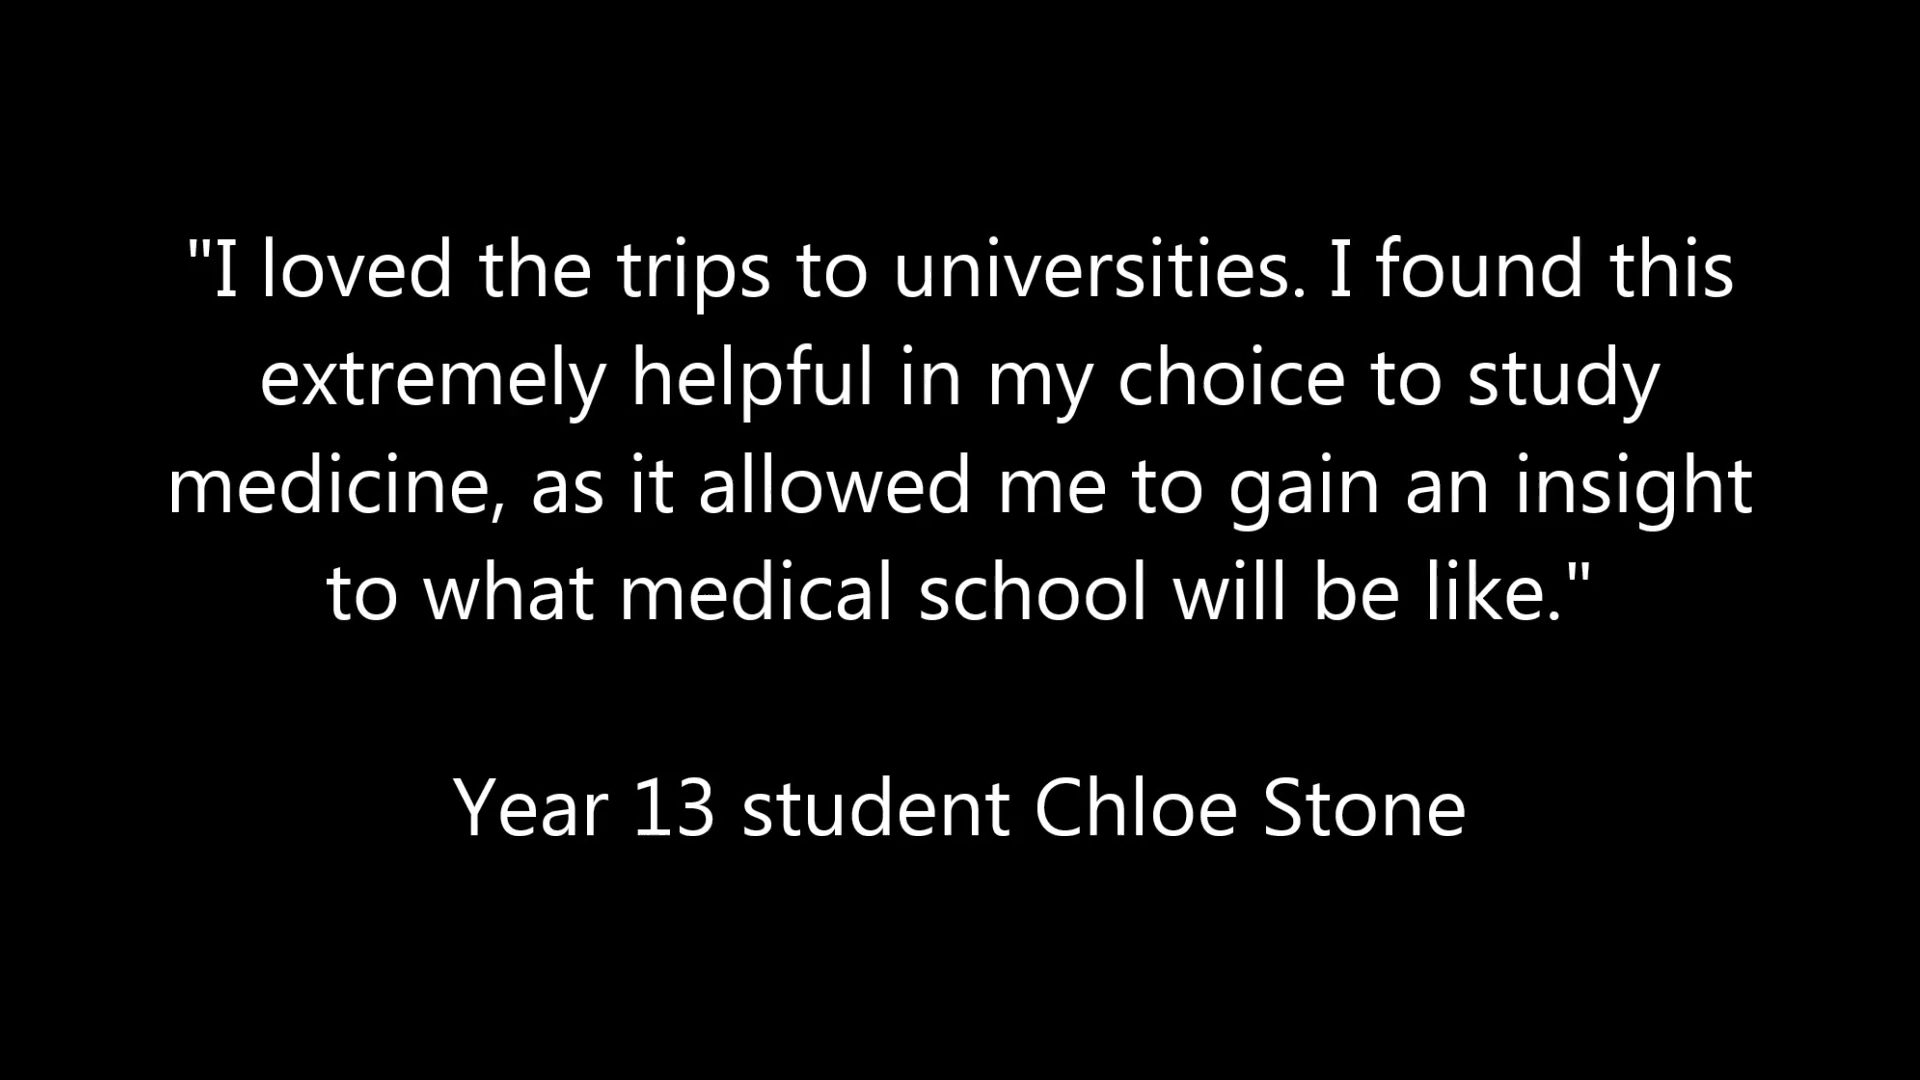 "I loved the trips to universities. I found this
extremely helpful in my choice to study
medicine, as it allowed me to gain an insight
to what medical school will be like."
Year 13 student Chloe Stone